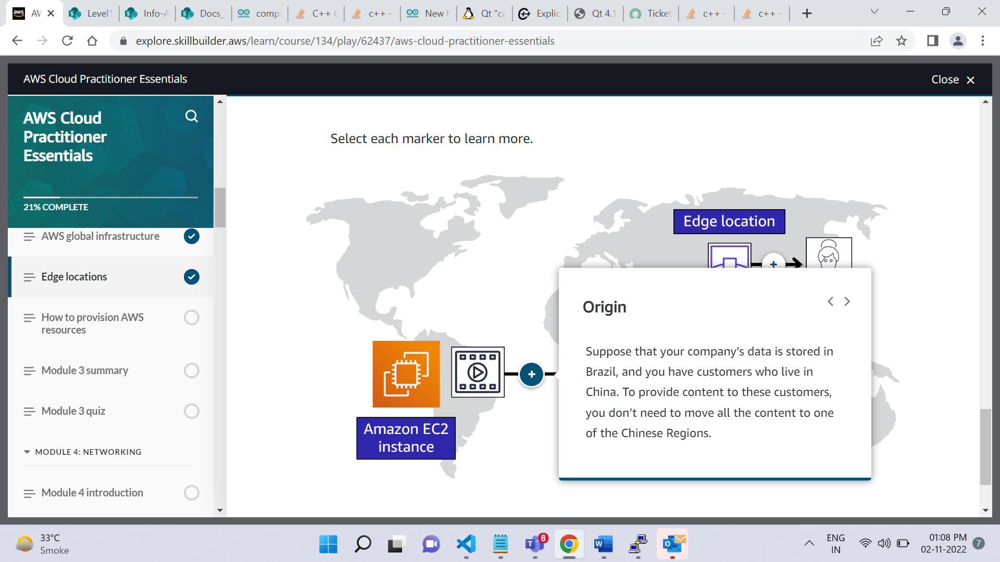 aws
AV
Level1
Info-A
Docs_
compi
C++ C
c++ -
New t
Qt "ca
Explic
Qt 4.1
Ticket
c++ -
c++ -
explore.skillbuilder.aws/learn/course/134/play/62437/aws-cloud-practitioner-essentials
AWS Cloud Practitioner Essentials
Close
AWS Cloud
Practitioner
Essentials
21% COMPLETE
AWS global infrastructure
Edge locations
How to provision AWS
resources
Module 3 summary
Module 3 quiz
MODULE 4: NETWORKING
Module 4 introduction
Select each marker to learn more.
Edge location
Amazon EC2
instance
Origin
Suppose that your company’s data is stored in
Brazil, and you have customers who live in
China. To provide content to these customers,
you don’t need to move all the content to one
of the Chinese Regions.
33°C
Smoke
8
ENG
IN
01:08 PM
02-11-2022
7